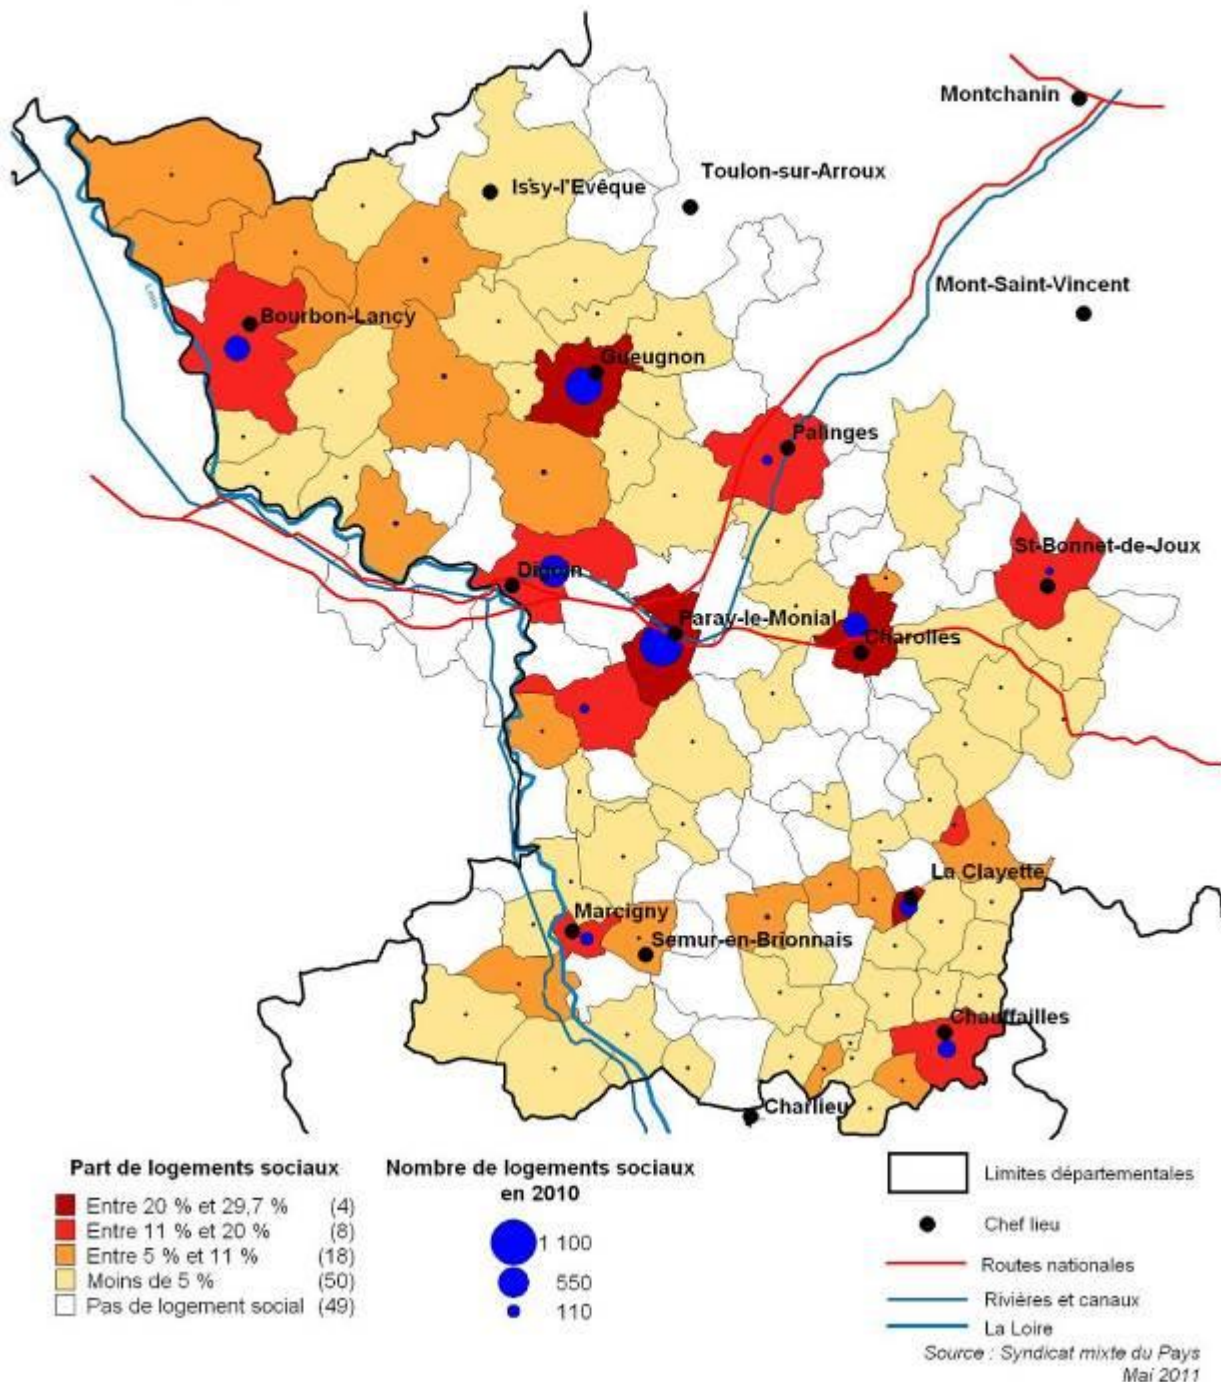 Montchanin
Toulon-sur-Arroux
Issy-l'Evêque
Mont-Saint-Vincent
Loire
Bourbon-Lancy
Gueugnon
Palinges
St-Bonnet-de-Joux
Digoin
Paray-le-Monial
Charolles
La Clayette
Marcigny
Semur-en-Brionnais
Chauffailles
Charlieu
Part de logements sociaux
Entre 20 % et 29,7 % (4)
Entre 11 % et 20 % (8)
Entre 5 % et 11 % (18)
Moins de 5 % (50)
Pas de logement social (49)
Nombre de logements sociaux
en 2010
1 100
550
110
Limites départementales
Chef lieu
Routes nationales
Rivières et canaux
La Loire
Source : Syndicat mixte du Pays
Mai 2011